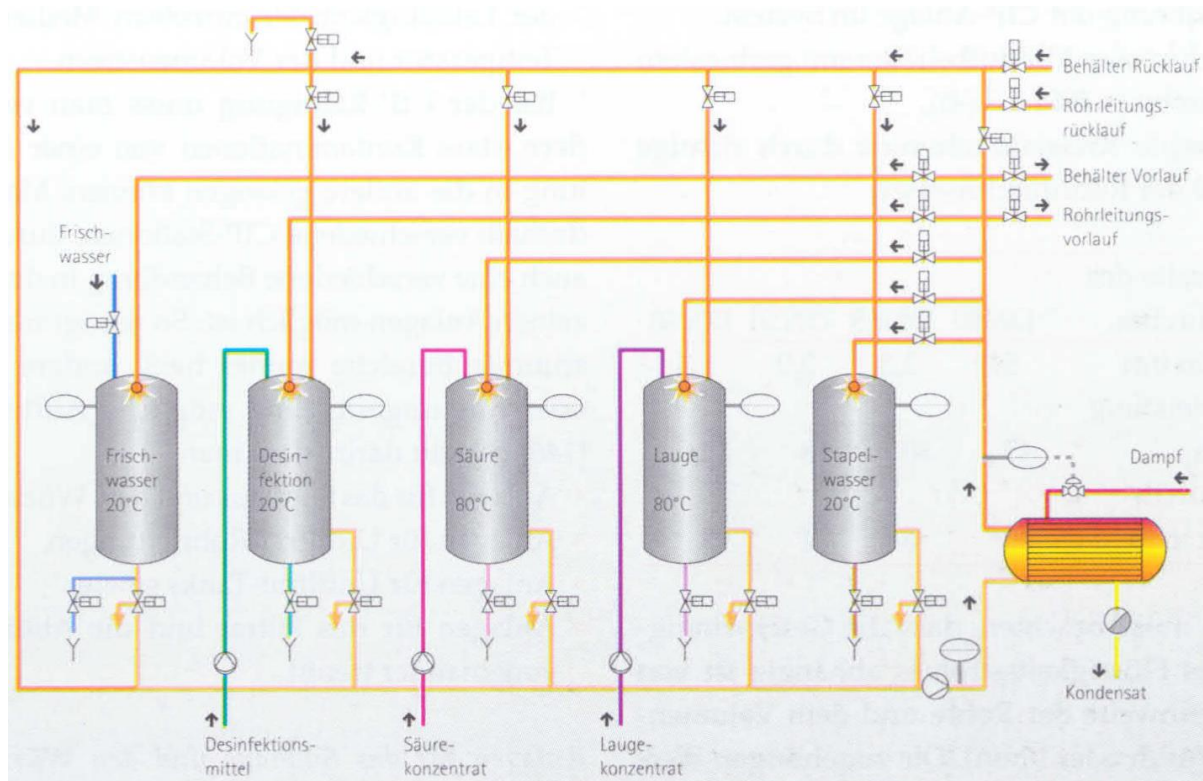 Behälter Rücklauf
Rohrleitungs-
rücklauf
Behälter Vorlauf
Rohrleitungs-
vorlauf
Frisch-
wasser
Frisch-
wasser
20°C
Desin-
fektion
20°C
Säure
80°C
Lauge
80°C
Stapel-
wasser
20°C
Dampf
Kondensat
Desinfektions-
mittel
Säure-
konzentrat
Lauge-
konzentrat